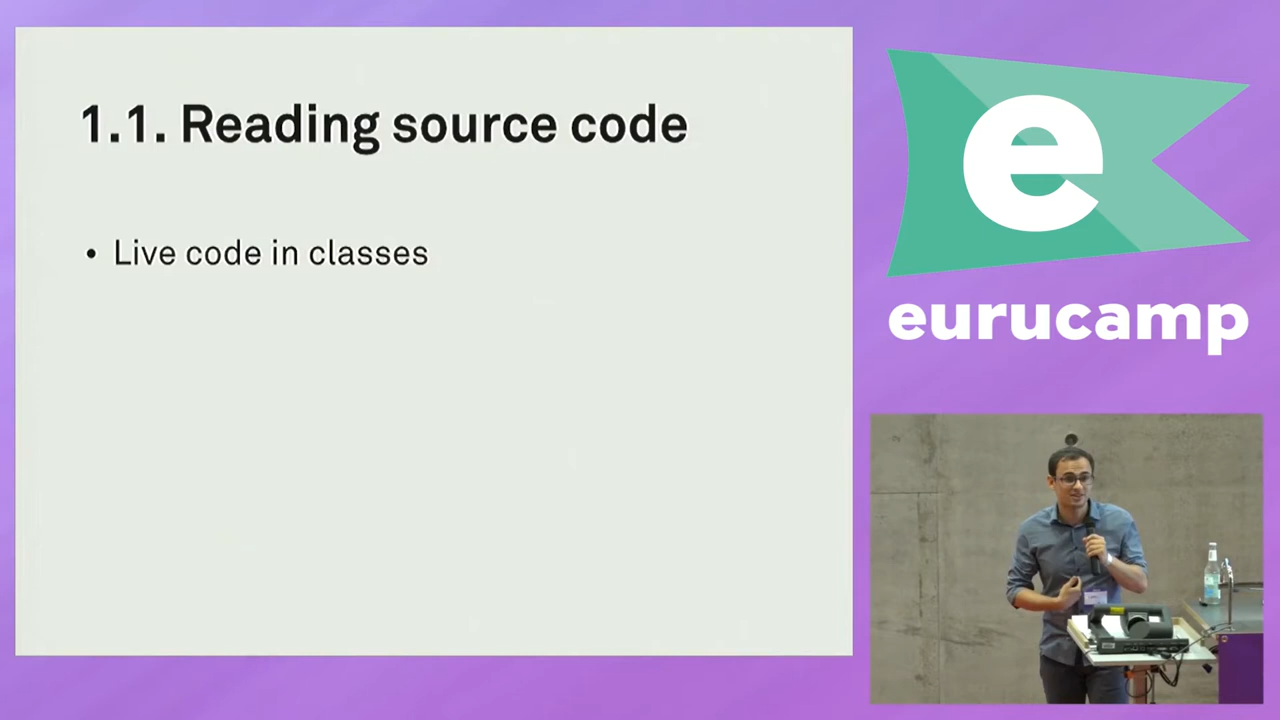 1.1. Reading source code
• Live code in classes
e
eurucamp